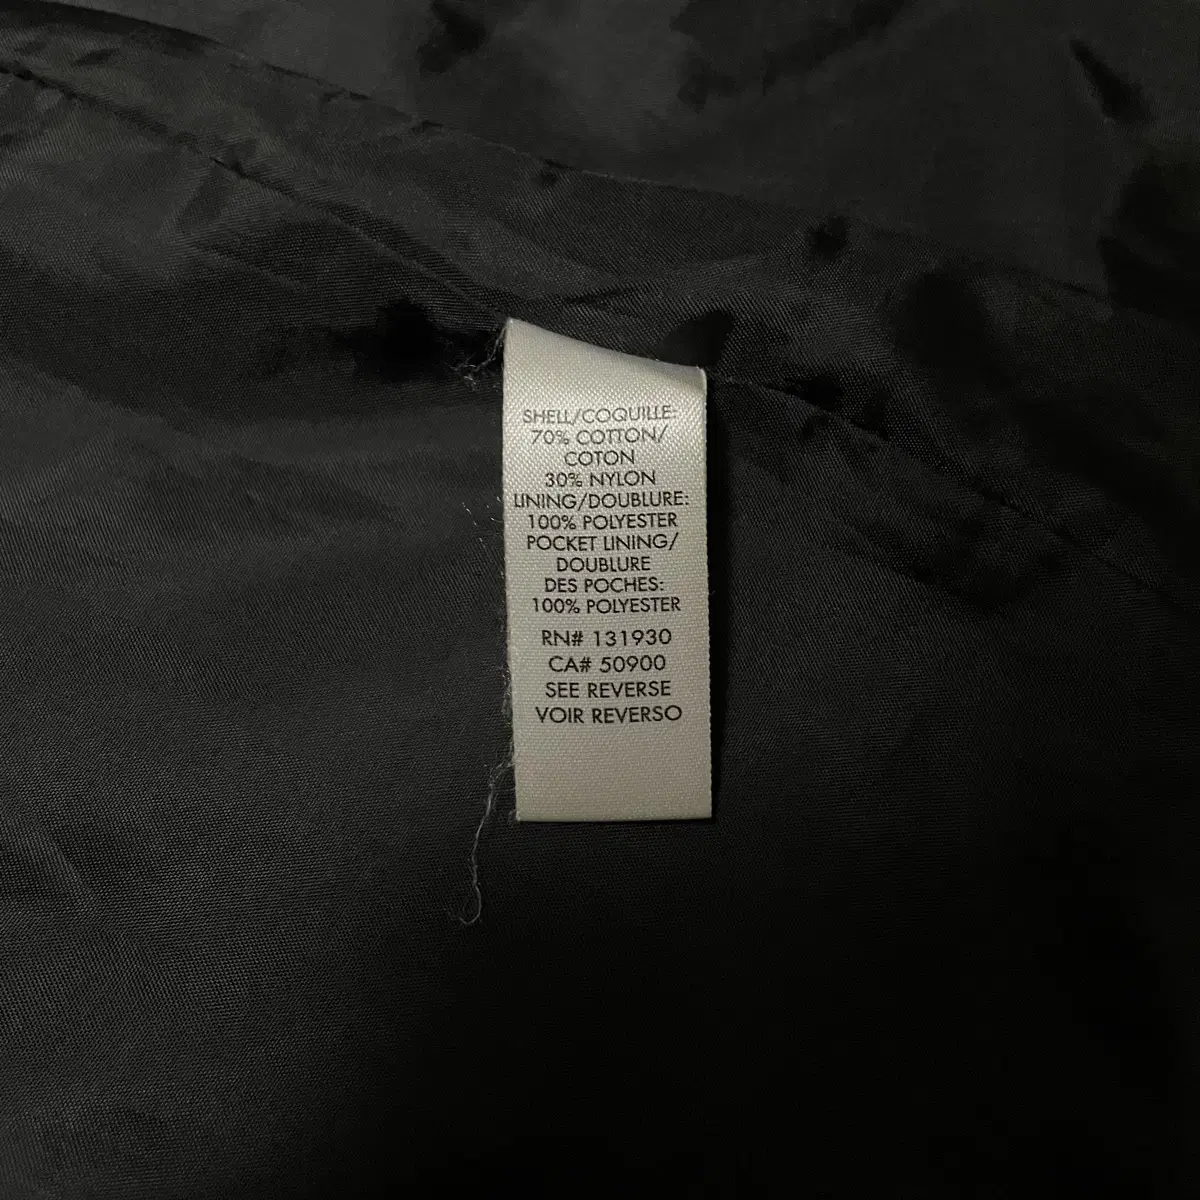 SHELL/COQUILLE:
70% COTTON/
COTON
30% NYLON
LINING/DOUBLURE:
100% POLYESTER
POCKET LINING/
DOUBLURE
DES POCHES:
100% POLYESTER
RN# 131930
CA# 50900
SEE REVERSE
VOIR REVERSO